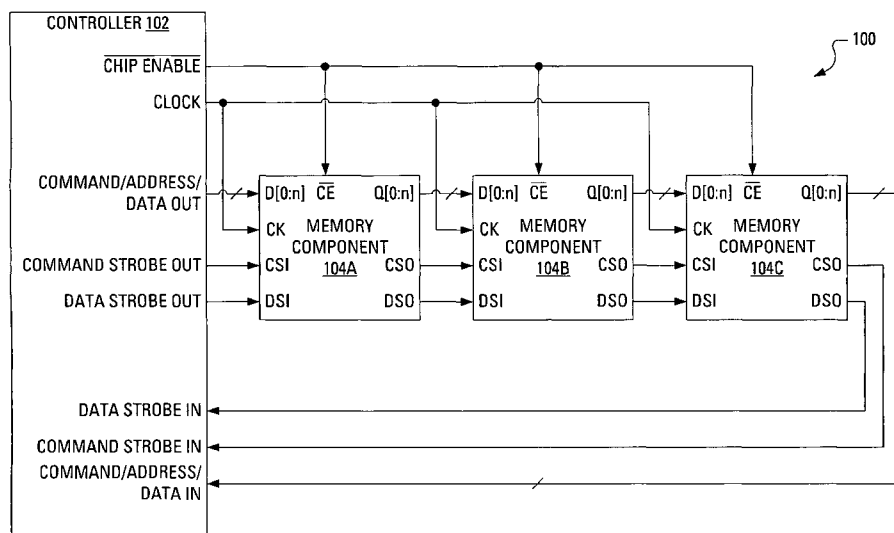 CONTROLLER 102
CHIP ENABLE
100
CLOCK
COMMAND/ADDRESS/
DATA OUT
D[0:n] CE Q[0:n]
D[0:n] CE Q[0:n]
D[0:n] CE Q[0:n]
CK
MEMORY
COMPONENT
104A
CK
MEMORY
COMPONENT
104B
CK
MEMORY
COMPONENT
104C
COMMAND STROBE OUT
CSI CSO
CSI CSO
CSI CSO
DATA STROBE OUT
DSI DSO
DSI DSO
DSI DSO
DATA STROBE IN
COMMAND STROBE IN
COMMAND/ADDRESS/
DATA IN